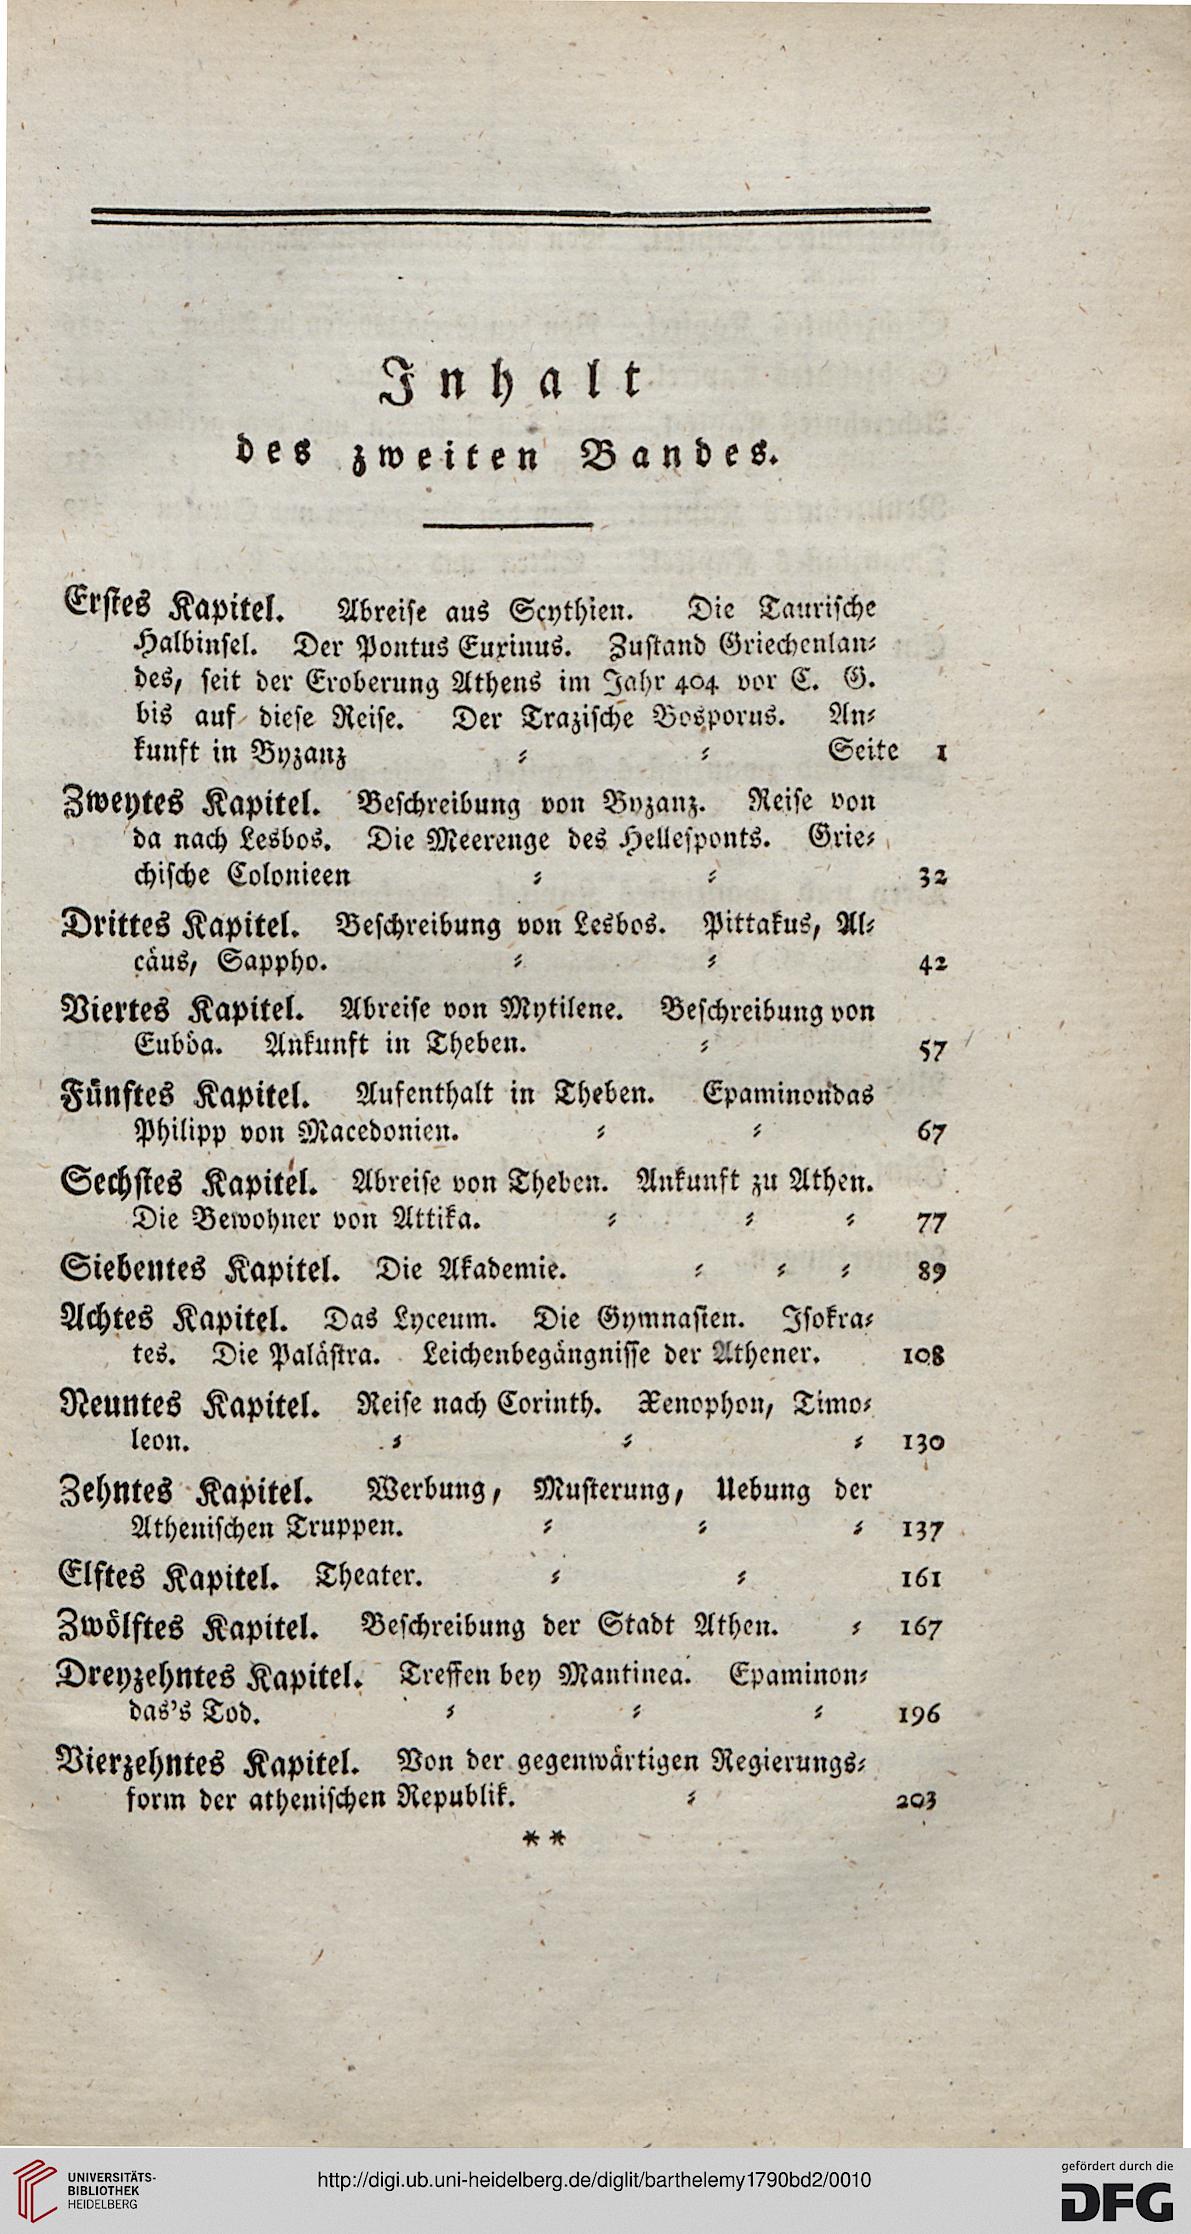 Inhalt
des zweiten Bandes.
Erstes Kapitel. Abreise aus Scythien. Die Taurische
Halbinsel. Der Pontus Euxinus. Zustand Griechenlan⸗
des, seit der Eroberung Athens im Jahr 404 vor C. G.
bis auf diese Reise. Der Trazische Bosporus. An⸗
kunft in Byzanz ⸗ ⸗ Seite 1
Zweytes Kapitel. Beschreibung von Byzanz. Reise von
da nach Lesbos. Die Meerenge des Hellesponts. Grie⸗
chische Colonieen ⸗ ⸗ 32
Drittes Kapitel. Beschreibung von Lesbos. Pittakus, Al⸗
cäus, Sappho. ⸗ ⸗ 42
Viertes Kapitel. Abreise von Mytilene. Beschreibung von
Euböa. Ankunft in Theben. ⸗ 57
Fünftes Kapitel. Aufenthalt in Theben. Epaminondas
Philipp von Macedonien. ⸗ ⸗ 67
Sechstes Kapitel. Abreise von Theben. Ankunft zu Athen.
Die Bewohner von Attika. ⸗ ⸗ ⸗ 77
Siebentes Kapitel. Die Akademie. ⸗ ⸗ ⸗ 89
Achtes Kapitel. Das Lyceum. Die Gymnasien. Isokra⸗
tes. Die Palästra. Leichenbegängnisse der Athener. 108
Neuntes Kapitel. Reise nach Corinth. Xenophon, Timo⸗
leon. ⸗ ⸗ ⸗ 130
Zehntes Kapitel. Werbung, Musterung, Uebung der
Athenischen Truppen. ⸗ ⸗ ⸗ 137
Elftes Kapitel. Theater. ⸗ ⸗ 161
Zwölftes Kapitel. Beschreibung der Stadt Athen. ⸗ 167
Dreyzehntes Kapitel. Treffen bey Mantinea. Epaminon⸗
das's Tod. ⸗ ⸗ ⸗ 196
Vierzehntes Kapitel. Von der gegenwärtigen Regierungs⸗
form der athenischen Republik. ⸗ 203
* *
UNIVERSITÄTS-
BIBLIOTHEK
HEIDELBERG
http://digi.ub.uni-heidelberg.de/diglit/barthelemy1790bd2/0010
gefördert durch die
DFG